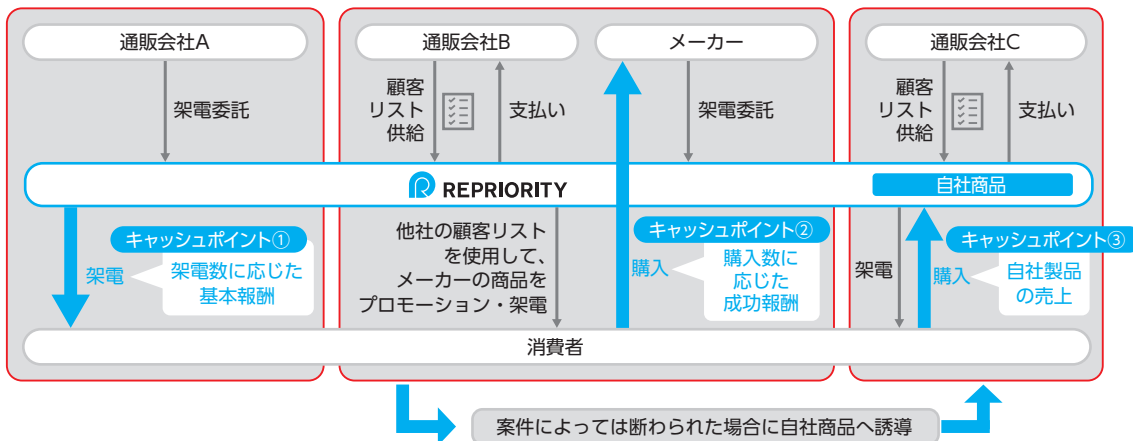 通販会社A
架電委託
通販会社B
メーカー
顧客
リスト
供給
支払い
架電委託
通販会社C
顧客
リスト
供給
支払い
REPRIORITY
自社商品
キャッシュポイント①
架電
架電数に応じた
基本報酬
他社の顧客リスト
を使用して、
メーカーの商品を
プロモーション・架電
キャッシュポイント②
購入
購入数に
応じた
成功報酬
架電
キャッシュポイント③
購入
自社製品
の売上
消費者
案件によっては断わられた場合に自社商品へ誘導